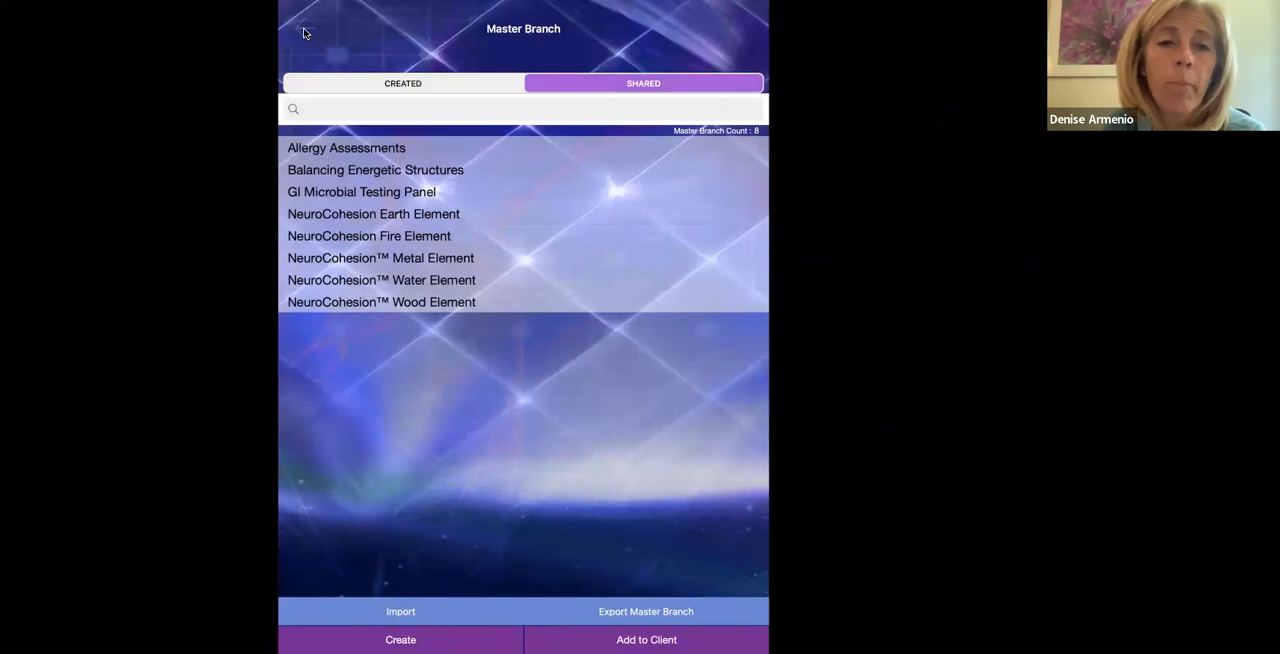 Master Branch
CREATED
SHARED
Master Branch Count : 8
Allergy Assessments
Balancing Energetic Structures
GI Microbial Testing Panel
NeuroCohesion Earth Element
NeuroCohesion Fire Element
NeuroCohesion™ Metal Element
NeuroCohesion™ Water Element
NeuroCohesion™ Wood Element
Import
Export Master Branch
Create
Add to Client
Denise Armenio